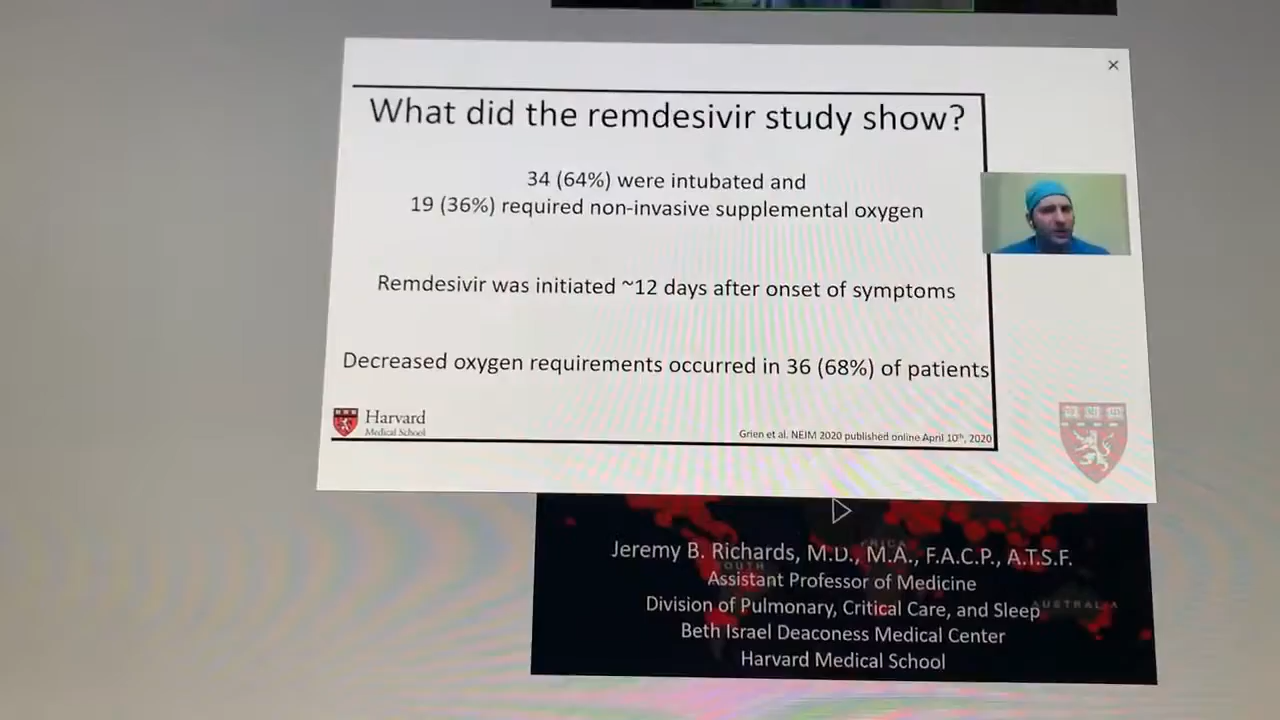 What did the remdesivir study show?
34 (64%) were intubated and
19 (36%) required non-invasive supplemental oxygen
Remdesivir was initiated ~12 days after onset of symptoms
Decreased oxygen requirements occurred in 36 (68%) of patients
Harvard
Medical School
Grien et al. NEJM 2020 published online April 10th, 2020
Jeremy B. Richards, M.D., M.A., F.A.C.P., A.T.S.F.
SOUTH
AFRICA
Assistant Professor of Medicine
Division of Pulmonary, Critical Care, and Sleep
AUSTRALIA
Beth Israel Deaconess Medical Center
Harvard Medical School